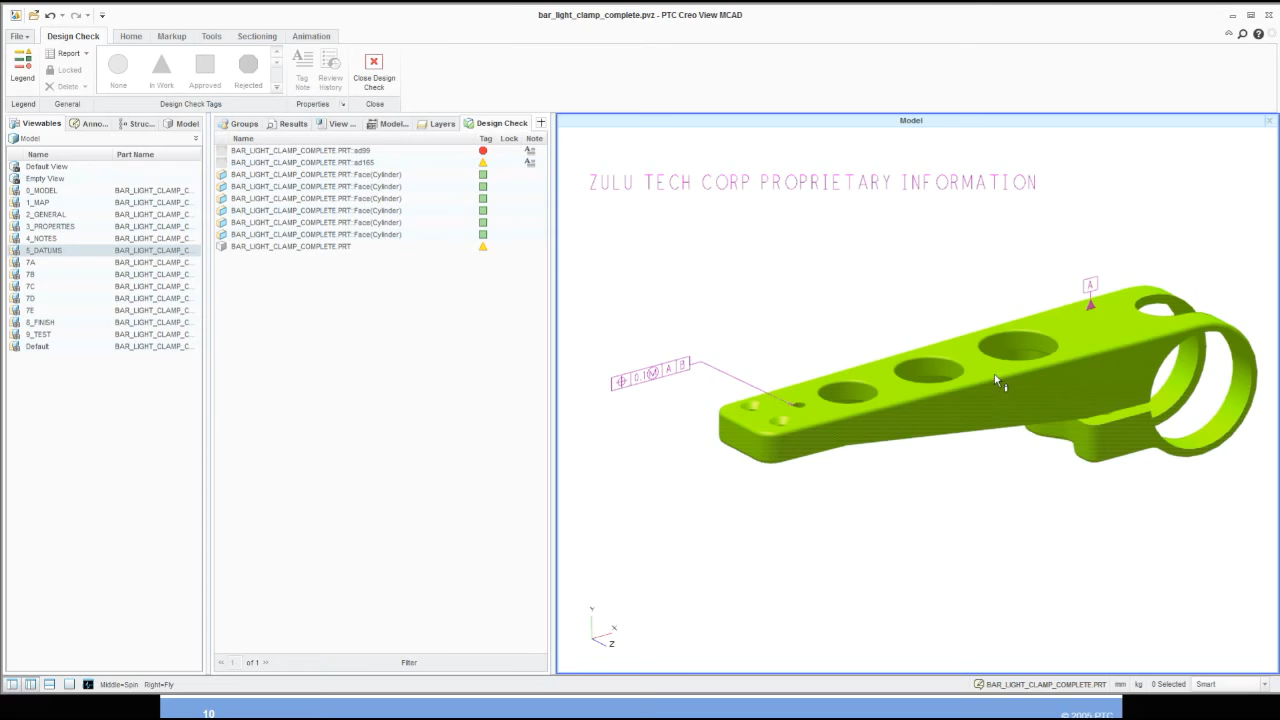 bar_light_clamp_complete.pvz - PTC Creo View MCAD
File Design Check Home Markup Tools Sectioning Animation
Legend
Report
Locked
Delete
None In Work Approved Rejected
Tag Note
Review History
Close Design Check
Legend General Design Check Tags Properties Close
Viewables Anno... Struc... Model
Model
Name Part Name
Default View
Empty View
0_MODEL BAR_LIGHT_CLAMP_C...
1_MAP BAR_LIGHT_CLAMP_C...
2_GENERAL BAR_LIGHT_CLAMP_C...
3_PROPERTIES BAR_LIGHT_CLAMP_C...
4_NOTES BAR_LIGHT_CLAMP_C...
5_DATUMS BAR_LIGHT_CLAMP_C...
7A BAR_LIGHT_CLAMP_C...
7B BAR_LIGHT_CLAMP_C...
7C BAR_LIGHT_CLAMP_C...
7D BAR_LIGHT_CLAMP_C...
7E BAR_LIGHT_CLAMP_C...
8_FINISH BAR_LIGHT_CLAMP_C...
9_TEST BAR_LIGHT_CLAMP_C...
Default BAR_LIGHT_CLAMP_C...
Groups Results View ... Model... Layers Design Check
Name Tag Lock Note
BAR_LIGHT_CLAMP_COMPLETE.PRT::ad99
BAR_LIGHT_CLAMP_COMPLETE.PRT::ad165
BAR_LIGHT_CLAMP_COMPLETE.PRT::Face(Cylinder)
BAR_LIGHT_CLAMP_COMPLETE.PRT::Face(Cylinder)
BAR_LIGHT_CLAMP_COMPLETE.PRT::Face(Cylinder)
BAR_LIGHT_CLAMP_COMPLETE.PRT::Face(Cylinder)
BAR_LIGHT_CLAMP_COMPLETE.PRT::Face(Cylinder)
BAR_LIGHT_CLAMP_COMPLETE.PRT::Face(Cylinder)
BAR_LIGHT_CLAMP_COMPLETE.PRT
1 of 1 Filter
Model
ZULU TECH CORP PROPRIETARY INFORMATION
A
0.1 Ⓜ A B
Y
X
Z
Middle=Spin Right=Fly
BAR_LIGHT_CLAMP_COMPLETE.PRT mm kg 0 Selected Smart
10 © 2005 PTC